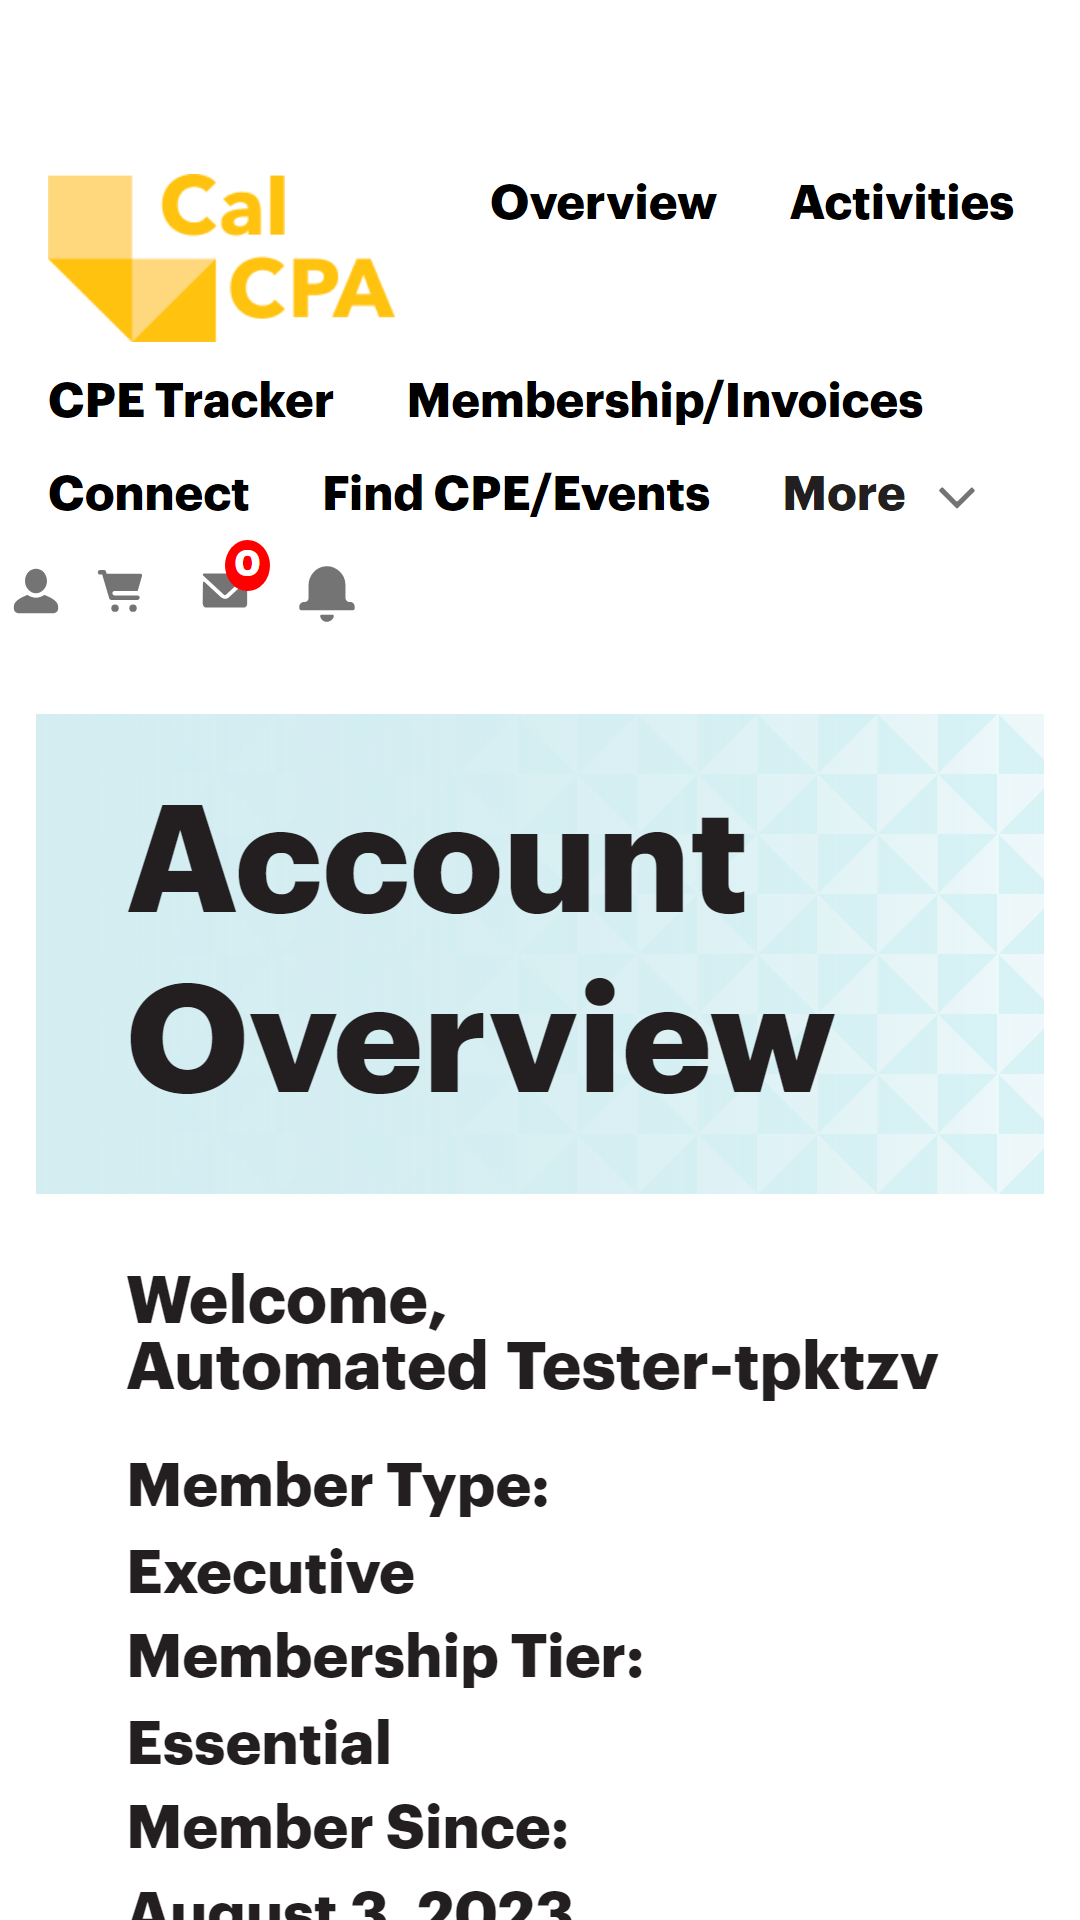 Cal
CPA
Overview Activities
CPE Tracker Membership/Invoices
Connect Find CPE/Events More
0
Account
Overview
Welcome,
Automated Tester-tpktzv
Member Type:
Executive
Membership Tier:
Essential
Member Since:
August 3, 2023